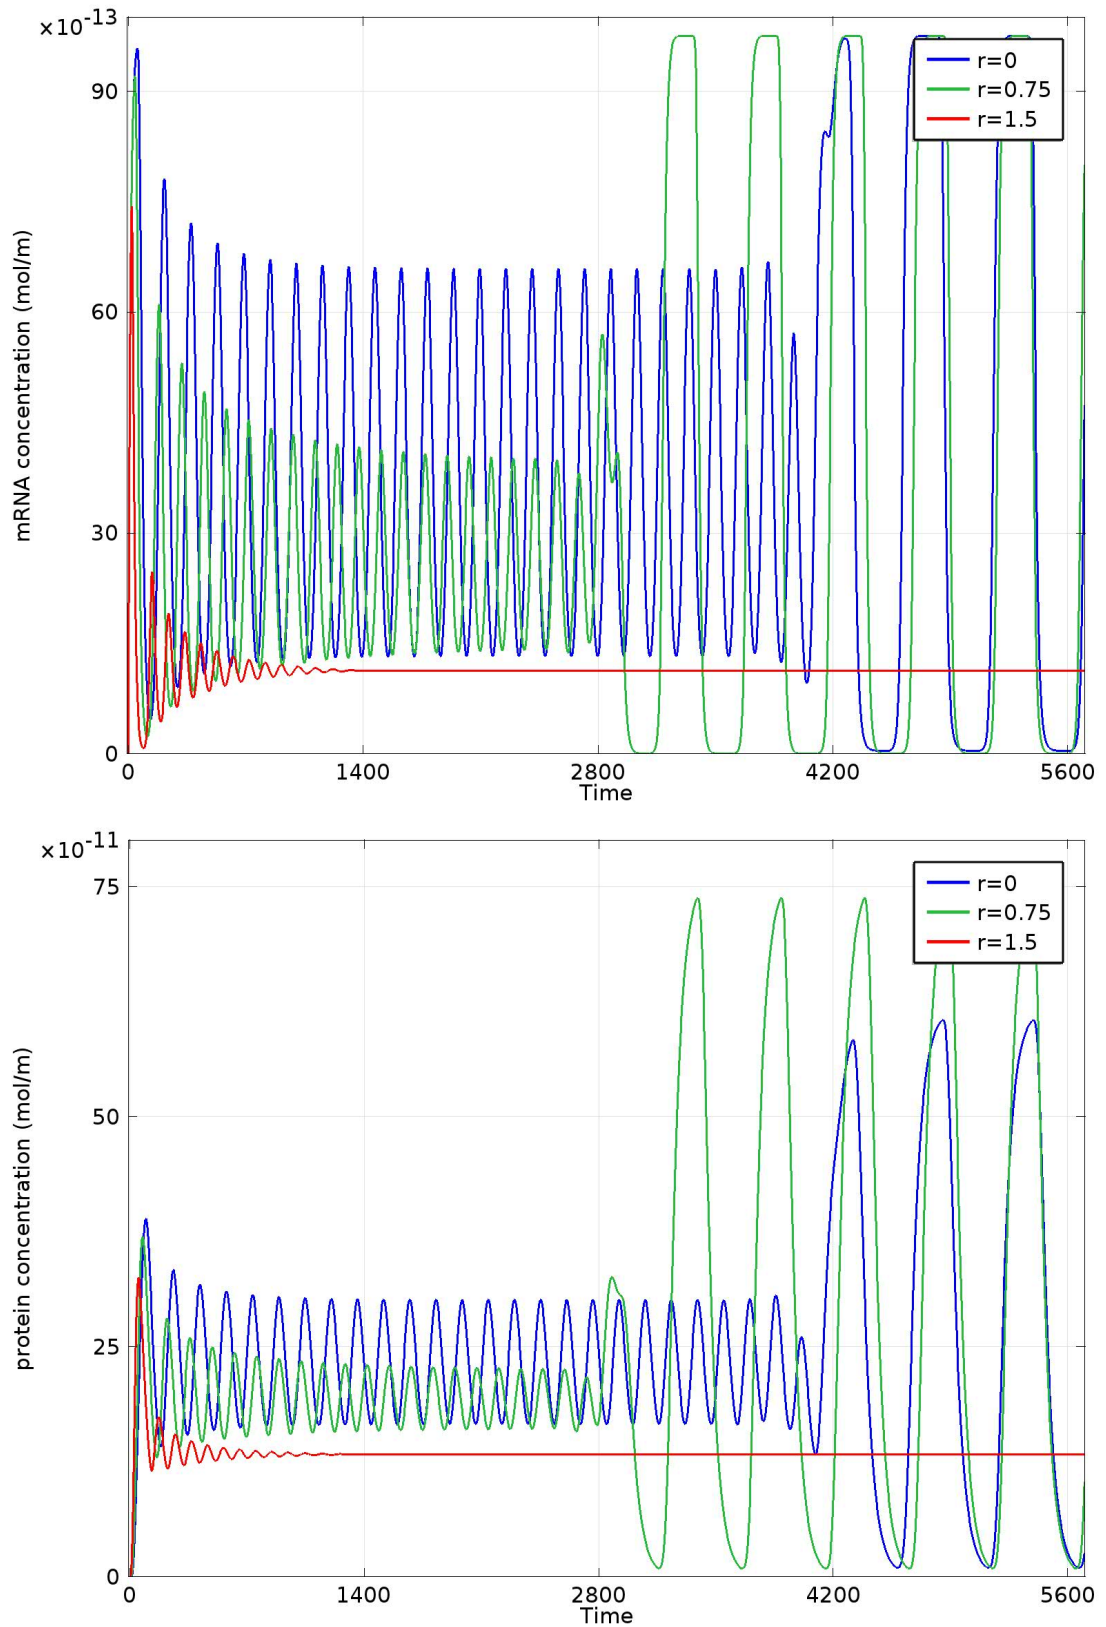 ×10-13
r=0
r=0.75
r=1.5
90
60
30
0
mRNA concentration (mol/m)
0 1400 2800 4200 5600
Time
×10-11
r=0
r=0.75
r=1.5
75
50
25
0
protein concentration (mol/m)
0 1400 2800 4200 5600
Time